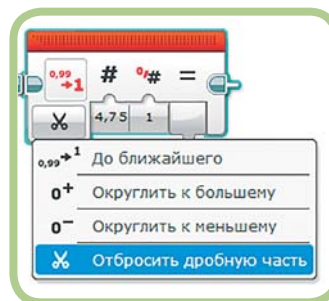 0,99→1 # 0/# =
4,75 1
0,99→1 До ближайшего
0+ Округлить к большему
0− Округлить к меньшему
Отбросить дробную часть